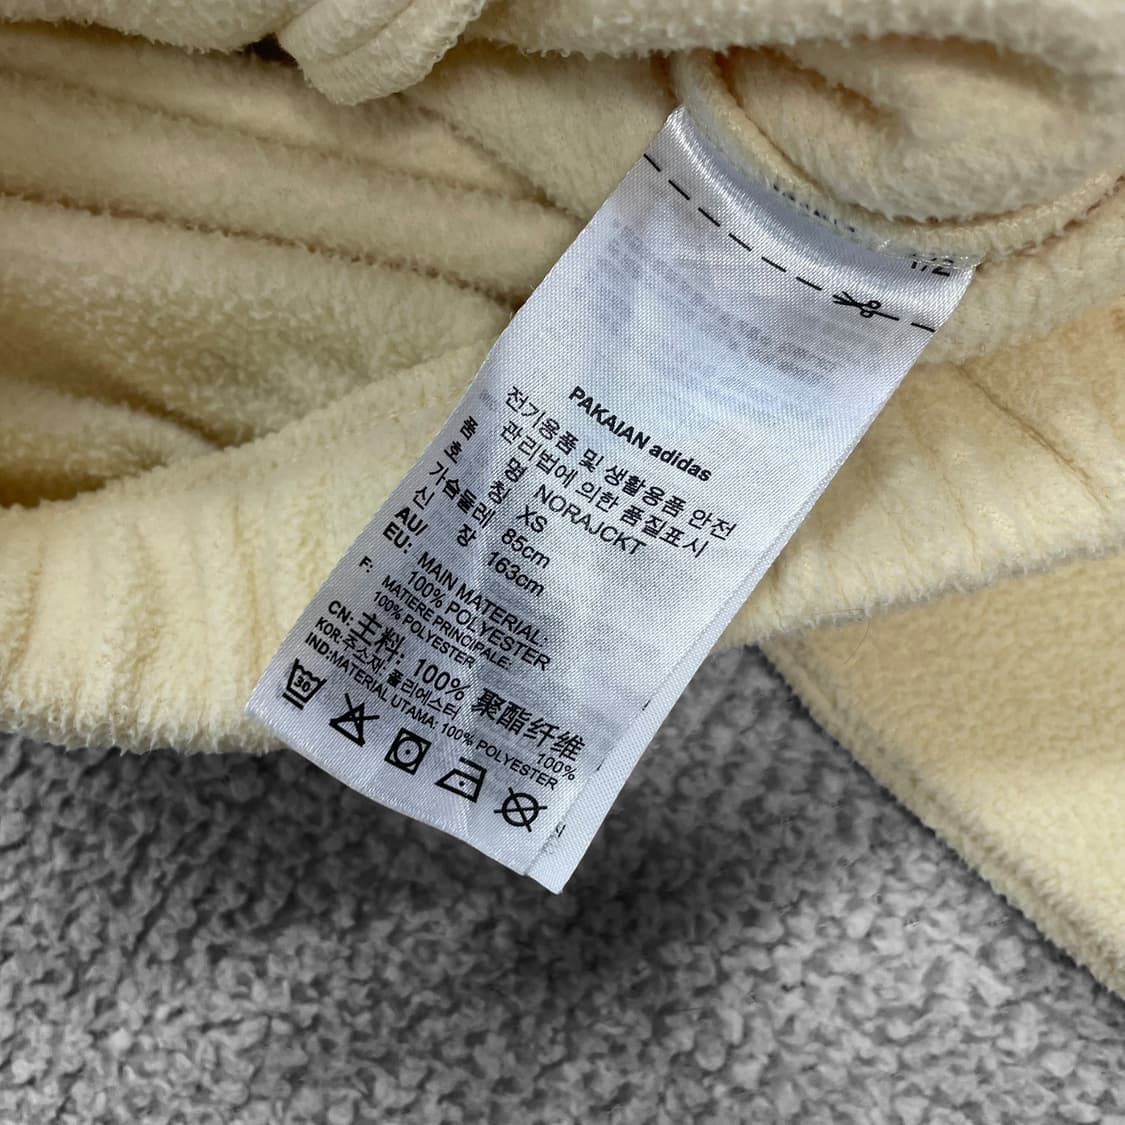 1/2
PAKAIAN adidas
전기용품 및 생활용품 안전
관리법에 의한 품질표시
품 명 NORAJCKT
호 칭 XS
가슴둘레 85cm
신 장 163cm
AU/ MAIN MATERIAL:
EU: 100% POLYESTER
F: MATIERE PRINCIPALE:
100% POLYESTER
CN: 主料: 100% 聚酯纤维
KOR: 주소재: 폴리에스터 100%
IND:MATERIAL UTAMA: 100% POLYESTER
30